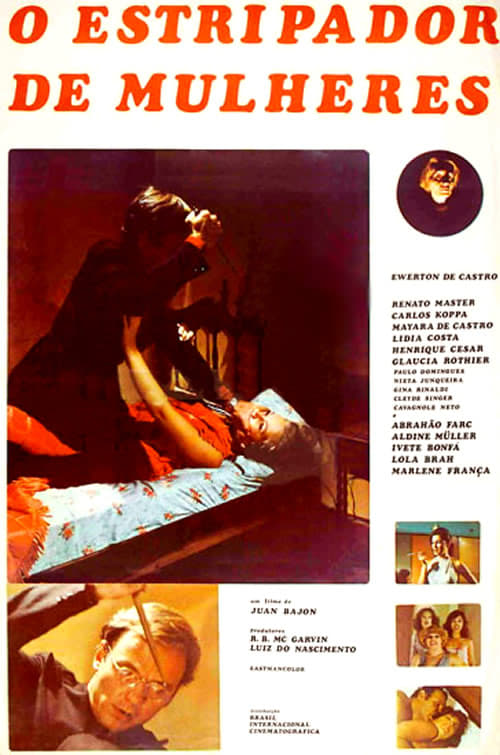 O ESTRIPADOR
DE MULHERES
EWERTON DE CASTRO
RENATO MASTER
CARLOS KOPPA
MAYARA DE CASTRO
LIDIA COSTA
HENRIQUE CESAR
GLAUCIA ROTHIER
PAULO DOMINGUES
NIETA JUNQUEIRA
GINA RINALDI
CLEYDE SINGER
CAVAGNOLE NETO
e
ABRAHÃO FARC
ALDINE MÜLLER
IVETE BONFÁ
LOLA BRAH
MARLENE FRANÇA
um filme de
JUAN BAJON
Produtores
R. B. MC GARVIN
LUIZ DO NASCIMENTO
EASTMANCOLOR
distribuição
BRASIL
INTERNACIONAL
CINEMATOGRAFICA